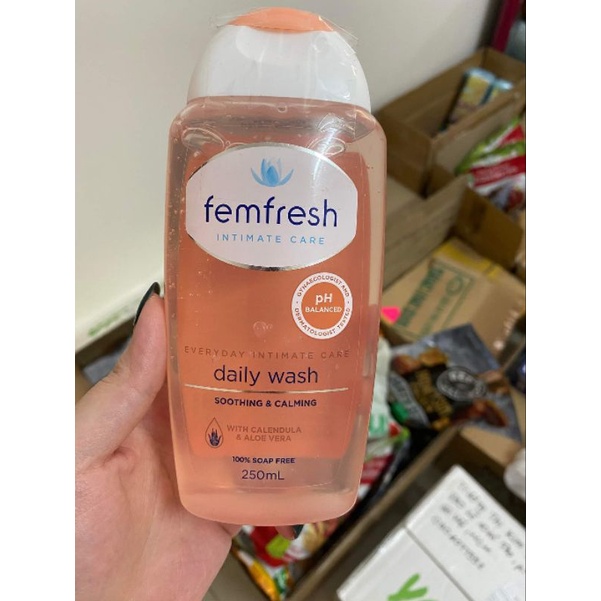 femfresh
INTIMATE CARE
GYNAECOLOGIST AND
DERMATOLOGIST TESTED
pH
BALANCED
EVERYDAY INTIMATE CARE
daily wash
SOOTHING & CALMING
WITH CALENDULA
& ALOE VERA
100% SOAP FREE
250mL